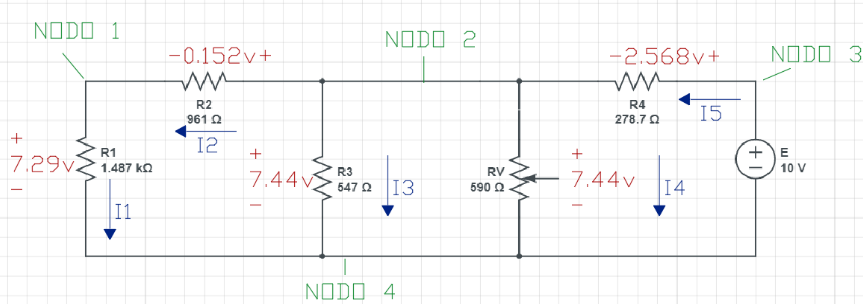 NODO 1
NODO 2
NODO 3
-0.152v+
-2.568v+
R2
961 Ω
I2
R4
278.7 Ω
I5
+
7.29v
-
R1
1.487 kΩ
I1
+
7.44v
-
R3
547 Ω
I3
RV
590 Ω
+
7.44v
-
I4
+
-
E
10 V
NODO 4